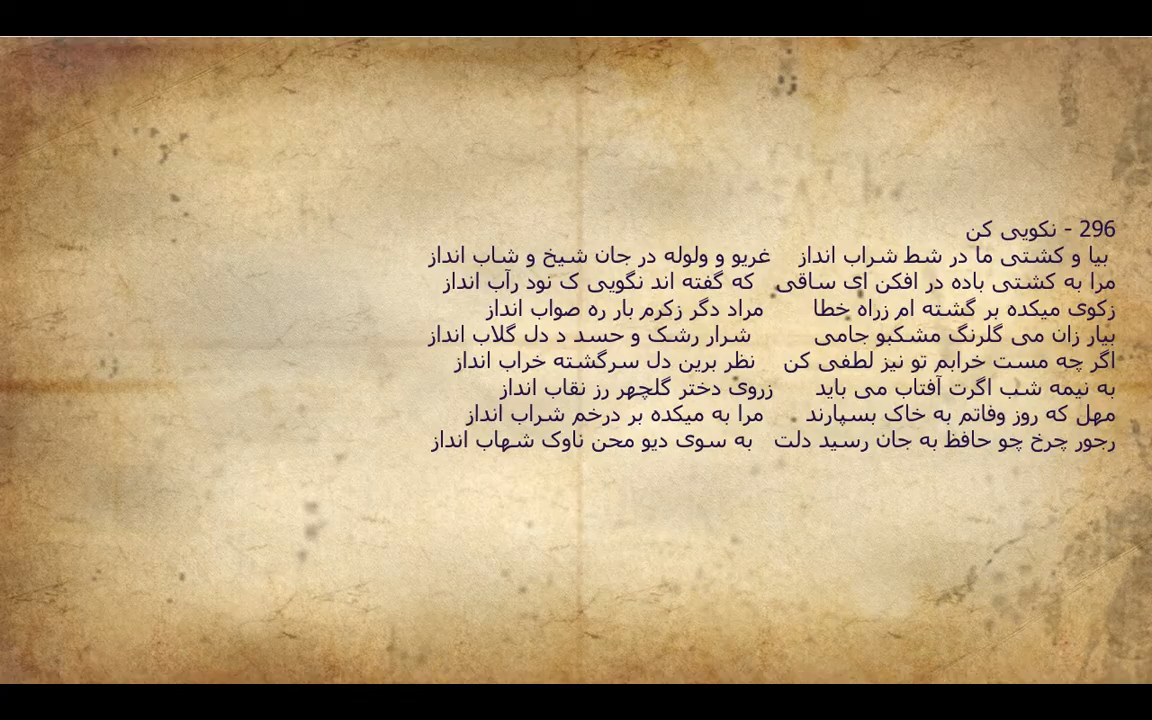 296 - نکویی کن
بیا و کشتی ما در شط شراب انداز غریو و ولوله در جان شیخ و شاب انداز
مرا به کشتی باده در افکن ای ساقی که گفته اند نگویی ک نود رآب انداز
زکوی میکده بر گشته ام زراه خطا مراد دگر زکرم بار ره صواب انداز
بیار زان می گلرنگ مشکبو جامی شرار رشک و حسد د دل گلاب انداز
اگر چه مست خرابم تو نیز لطفی کن نظر برین دل سرگشته خراب انداز
به نیمه شب اگرت آفتاب می باید زروی دختر گلچهر رز نقاب انداز
مهل که روز وفاتم به خاک بسپارند مرا به میکده بر درخم شراب انداز
رجور چرخ چو حافظ به جان رسید دلت به سوی دیو محن ناوک شهاب انداز